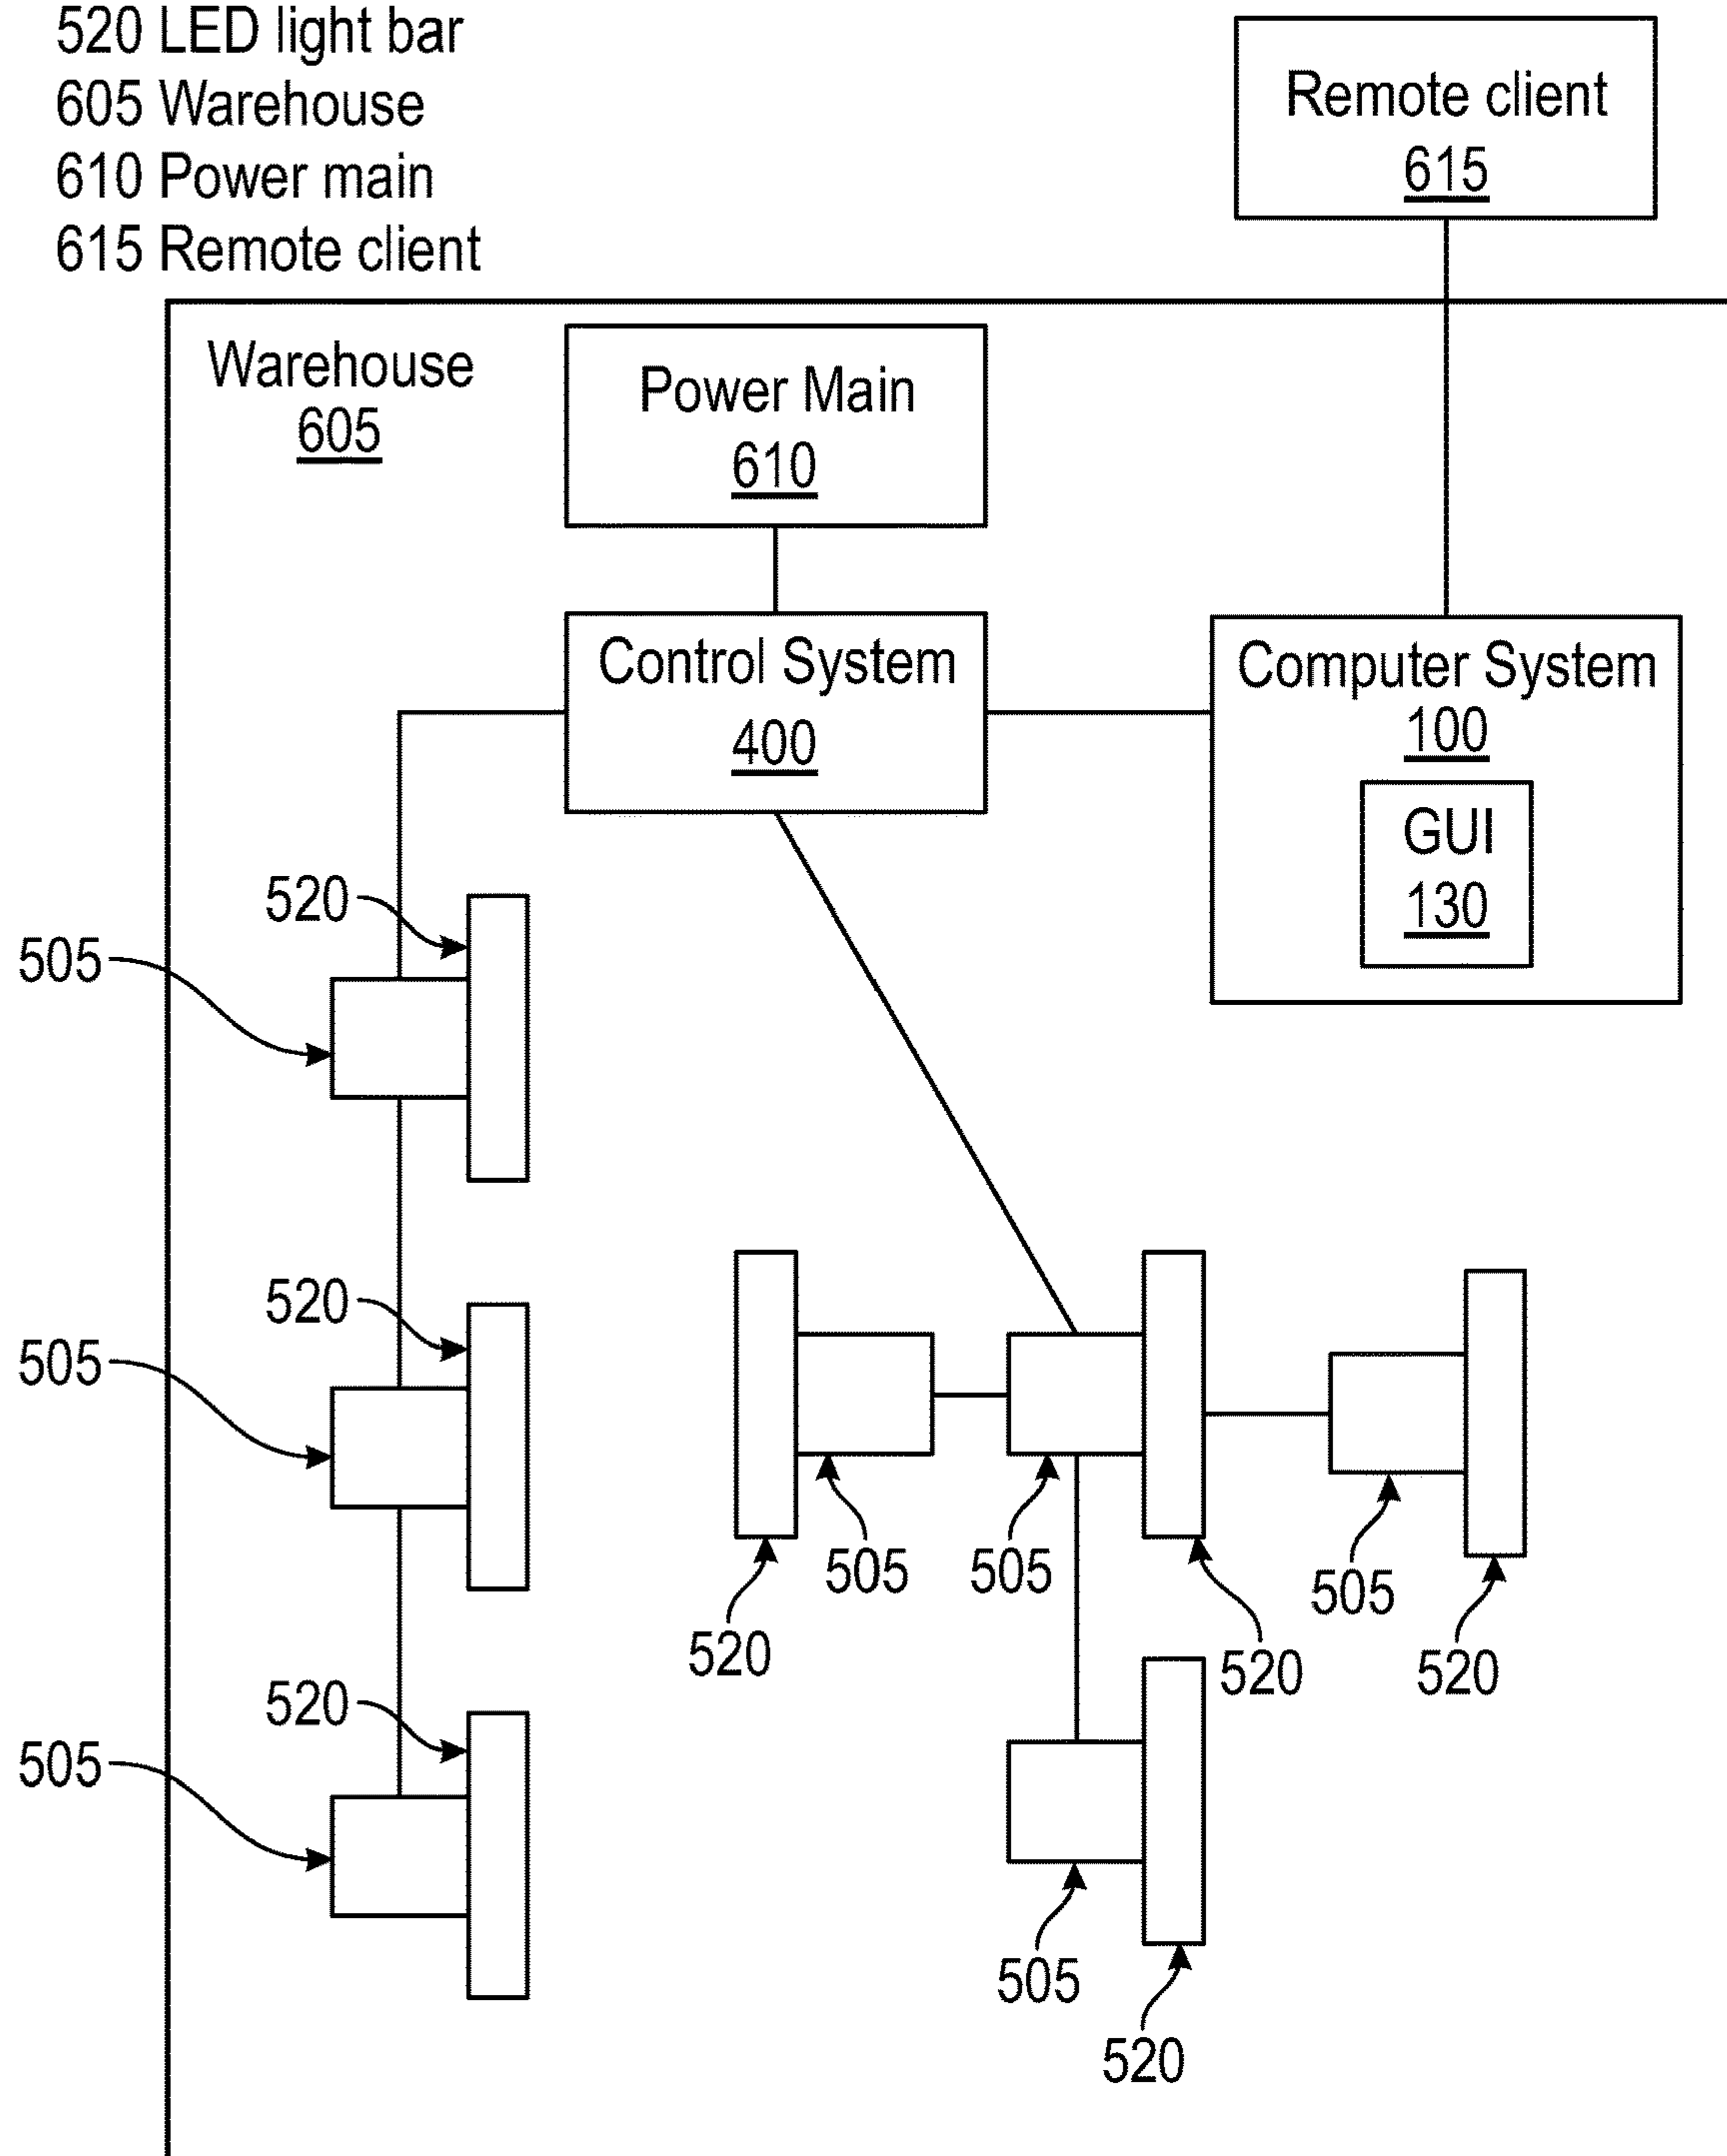 520 LED light bar
605 Warehouse
610 Power main
615 Remote client
Remote client
615
Warehouse
605
Power Main
610
Control System
400
Computer System
100
GUI
130
520
505
520
505
520
505
505
505
505
520
520
520
505
520